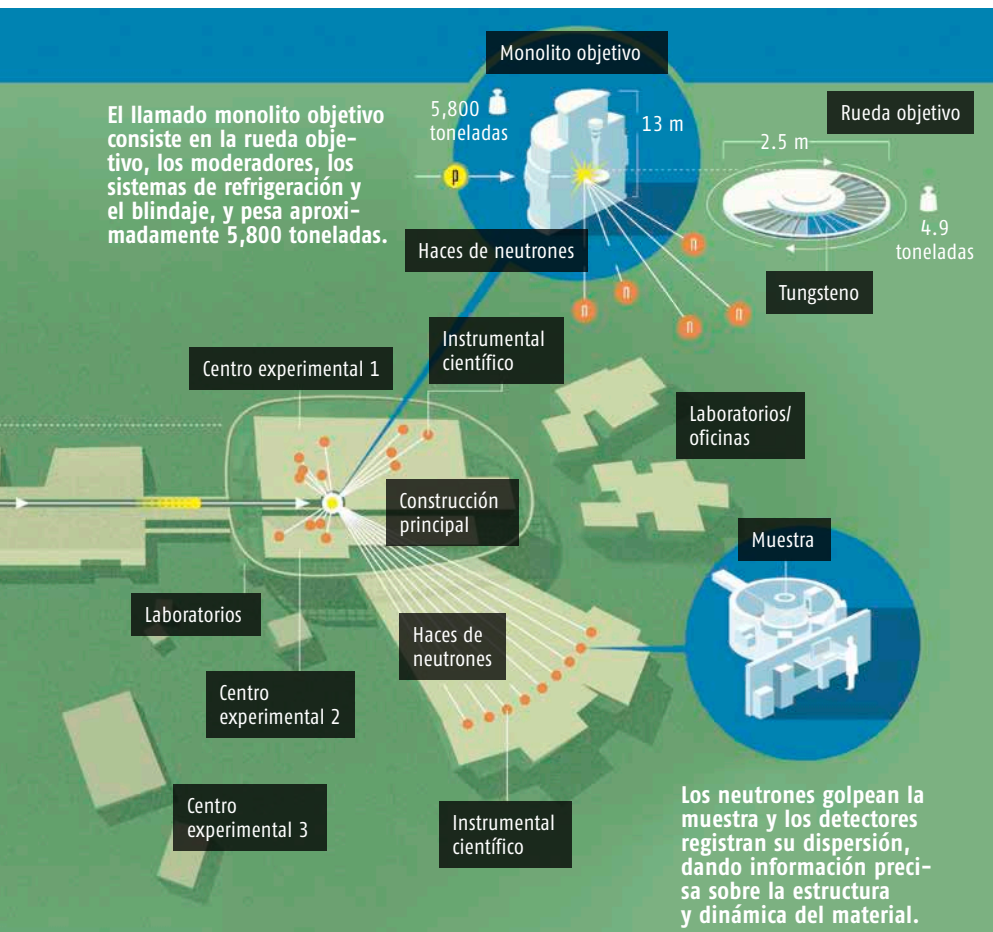 Monolito objetivo
El llamado monolito objetivo
consiste en la rueda obje-
tivo, los moderadores, los
sistemas de refrigeración y
el blindaje, y pesa aproxi-
madamente 5,800 toneladas.
5,800
toneladas
13 m
p
Rueda objetivo
2.5 m
4.9
toneladas
Haces de neutrones
Tungsteno
n
n
n
n
n
Instrumental
científico
Centro experimental 1
Laboratorios/
oficinas
Construcción
principal
Muestra
Laboratorios
Haces de
neutrones
Centro
experimental 2
Centro
experimental 3
Instrumental
científico
Los neutrones golpean la
muestra y los detectores
registran su dispersión,
dando información preci-
sa sobre la estructura
y dinámica del material.